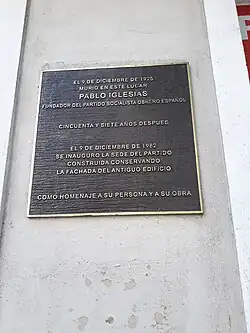 EL 9 DE DICIEMBRE DE 1925
MURIO EN ESTE LUGAR
PABLO IGLESIAS
FUNDADOR DEL PARTIDO SOCIALISTA OBRERO ESPAÑOL
CINCUENTA Y SIETE AÑOS DESPUES
EL 9 DE DICIEMBRE DE 1982
SE INAUGURO LA SEDE DEL PARTIDO
CONSTRUIDA CONSERVANDO
LA FACHADA DEL ANTIGUO EDIFICIO
COMO HOMENAJE A SU PERSONA Y A SU OBRA